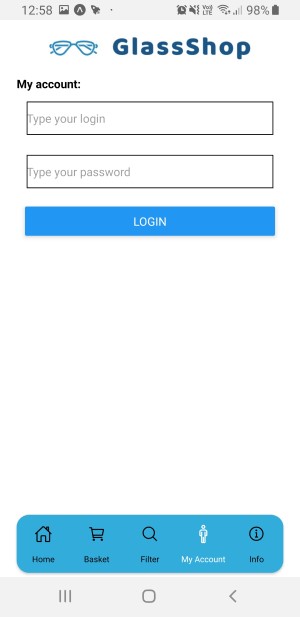 12:58 98%
GlassShop
My account:
Type your login
Type your password
LOGIN
Home Basket Filter My Account Info